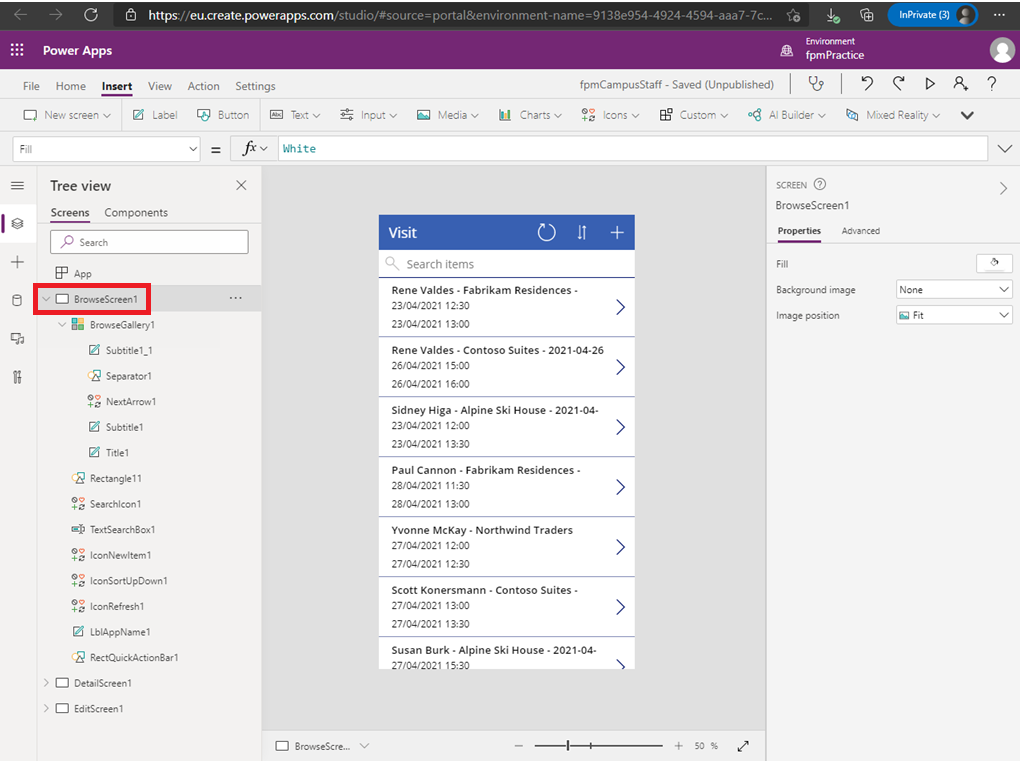 https://eu.create.powerapps.com/studio/#source=portal&environment-name=9138e954-4924-4594-aaa7-7c...
InPrivate (3)
Power Apps
Environment
fpmPractice
File Home Insert View Action Settings
fpmCampusStaff - Saved (Unpublished)
New screen Label Button Text Input Media Charts Icons Custom AI Builder Mixed Reality
Fill = fx White
Tree view
Screens Components
Search
App
BrowseScreen1 ...
BrowseGallery1
Subtitle1_1
Separator1
NextArrow1
Subtitle1
Title1
Rectangle11
SearchIcon1
TextSearchBox1
IconNewItem1
IconSortUpDown1
IconRefresh1
LblAppName1
RectQuickActionBar1
DetailScreen1
EditScreen1
Visit
Search items
Rene Valdes - Fabrikam Residences -
23/04/2021 12:30
23/04/2021 13:00
Rene Valdes - Contoso Suites - 2021-04-26
26/04/2021 15:00
26/04/2021 16:00
Sidney Higa - Alpine Ski House - 2021-04-
23/04/2021 12:00
23/04/2021 13:30
Paul Cannon - Fabrikam Residences -
28/04/2021 11:30
28/04/2021 13:00
Yvonne McKay - Northwind Traders
27/04/2021 12:00
27/04/2021 12:30
Scott Konersmann - Contoso Suites -
27/04/2021 13:00
27/04/2021 13:30
Susan Burk - Alpine Ski House - 2021-04-
27/04/2021 15:30
BrowseScre...
50 %
SCREEN
BrowseScreen1
Properties Advanced
Fill
Background image None
Image position Fit